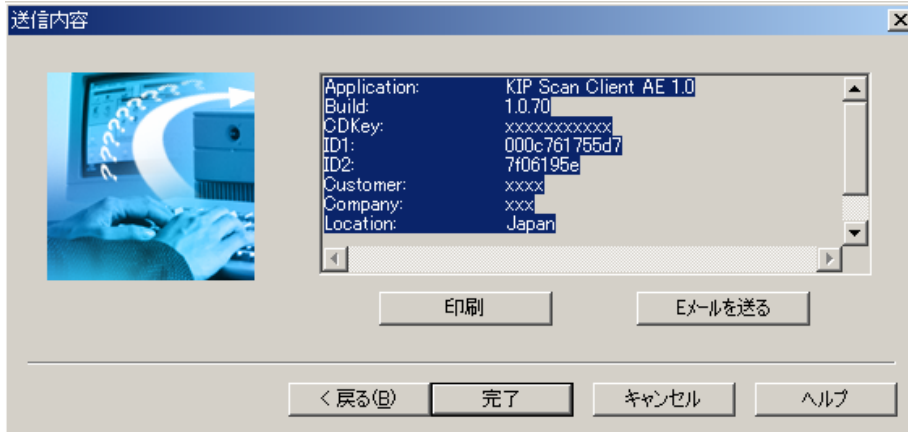 送信内容
Application: KIP Scan Client AE 1.0
Build: 1.0.70
CDKey: xxxxxxxxxxx
ID1: 000c761755d7
ID2: 7f06195e
Customer: xxxx
Company: xxx
Location: Japan
印刷 Eメールを送る
< 戻る(B) 完了 キャンセル ヘルプ